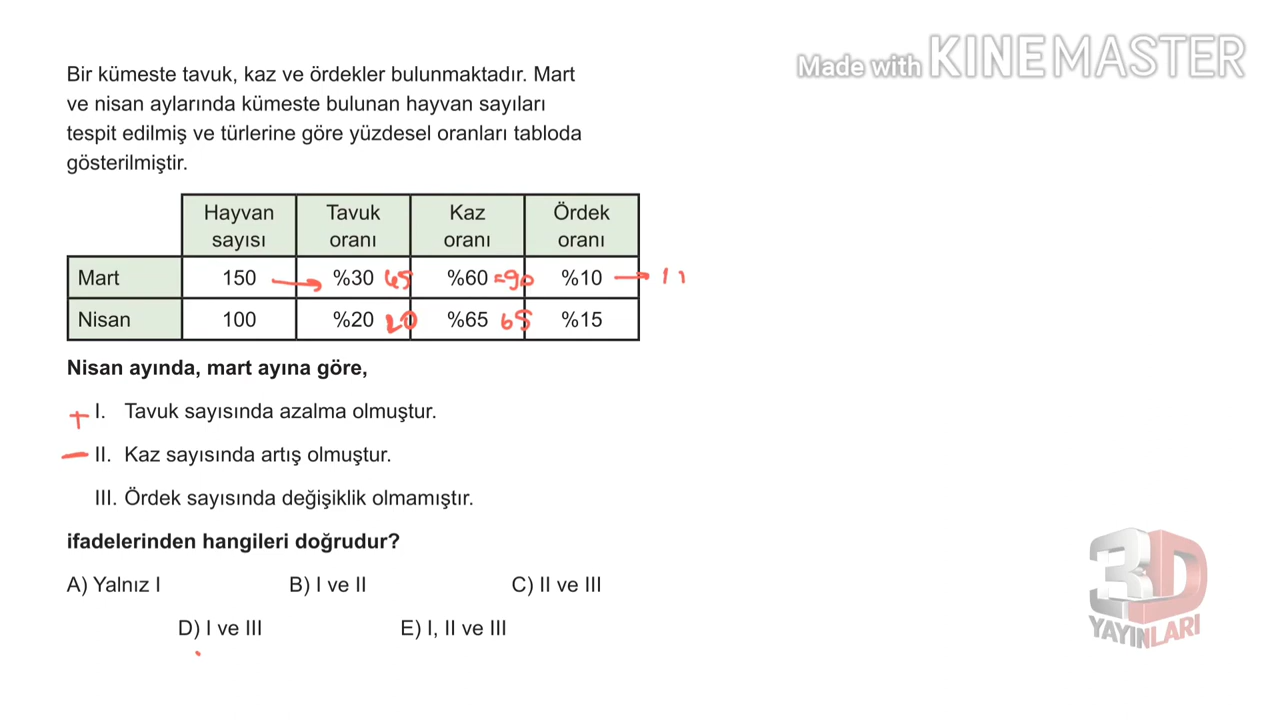 Made with KINEMASTER
Bir kümeste tavuk, kaz ve ördekler bulunmaktadır. Mart
ve nisan aylarında kümeste bulunan hayvan sayıları
tespit edilmiş ve türlerine göre yüzdesel oranları tabloda
gösterilmiştir.
Hayvan sayısı Tavuk oranı Kaz oranı Ördek oranı
Mart 150 %30 45 %60 =90 %10
Nisan 100 %20 20 %65 65 %15
Nisan ayında, mart ayına göre,
+ I. Tavuk sayısında azalma olmuştur.
– II. Kaz sayısında artış olmuştur.
III. Ördek sayısında değişiklik olmamıştır.
ifadelerinden hangileri doğrudur?
A) Yalnız I B) I ve II C) II ve III
D) I ve III E) I, II ve III
3D
YAYINLARI